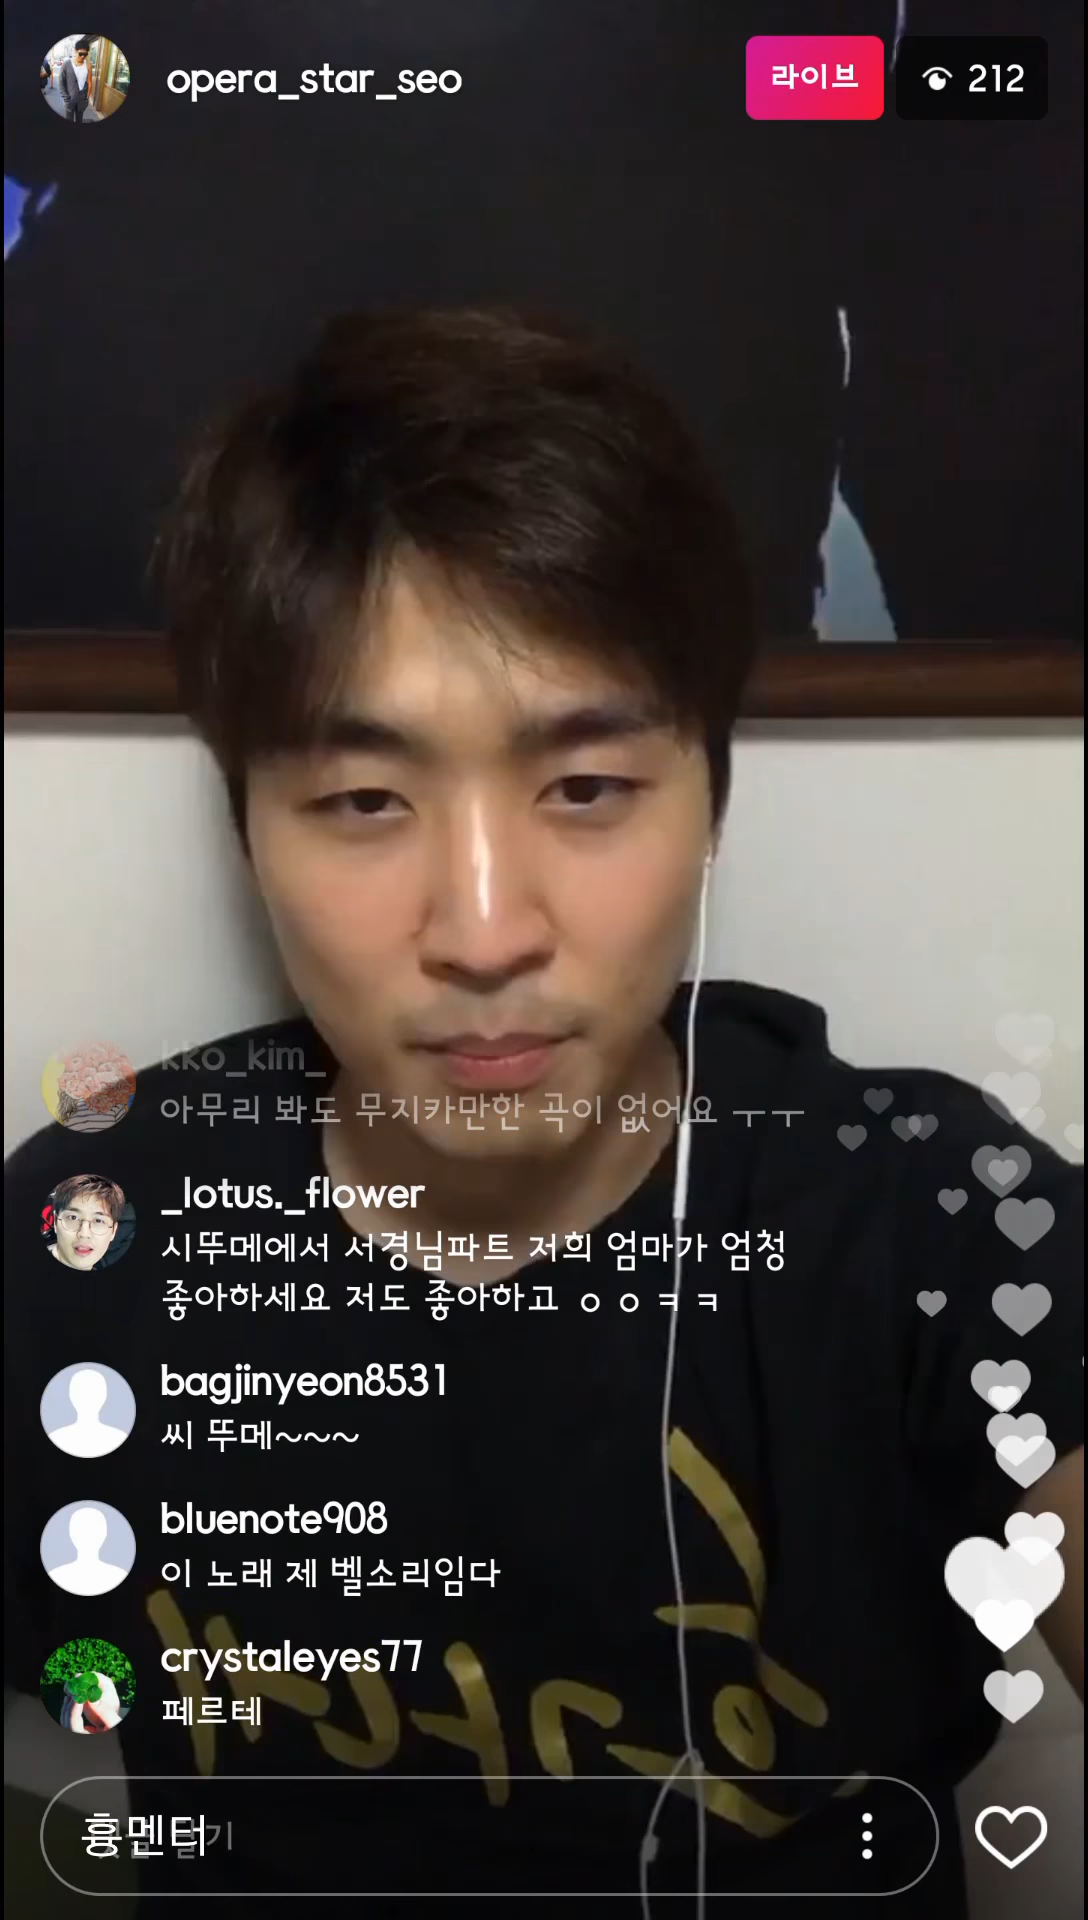 opera_star_seo
라이브
212
kko_kim_
아무리 봐도 무지카만한 곡이 없어요 ㅜㅜ
_lotus._flower
시뚜메에서 서경님파트 저희 엄마가 엄청
좋아하세요 저도 좋아하고 ㅇㅇㅋㅋ
bagjinyeon8531
씨 뚜메~~~
bluenote908
이 노래 제 벨소리임다
crystaleyes77
페르테
흉멘터